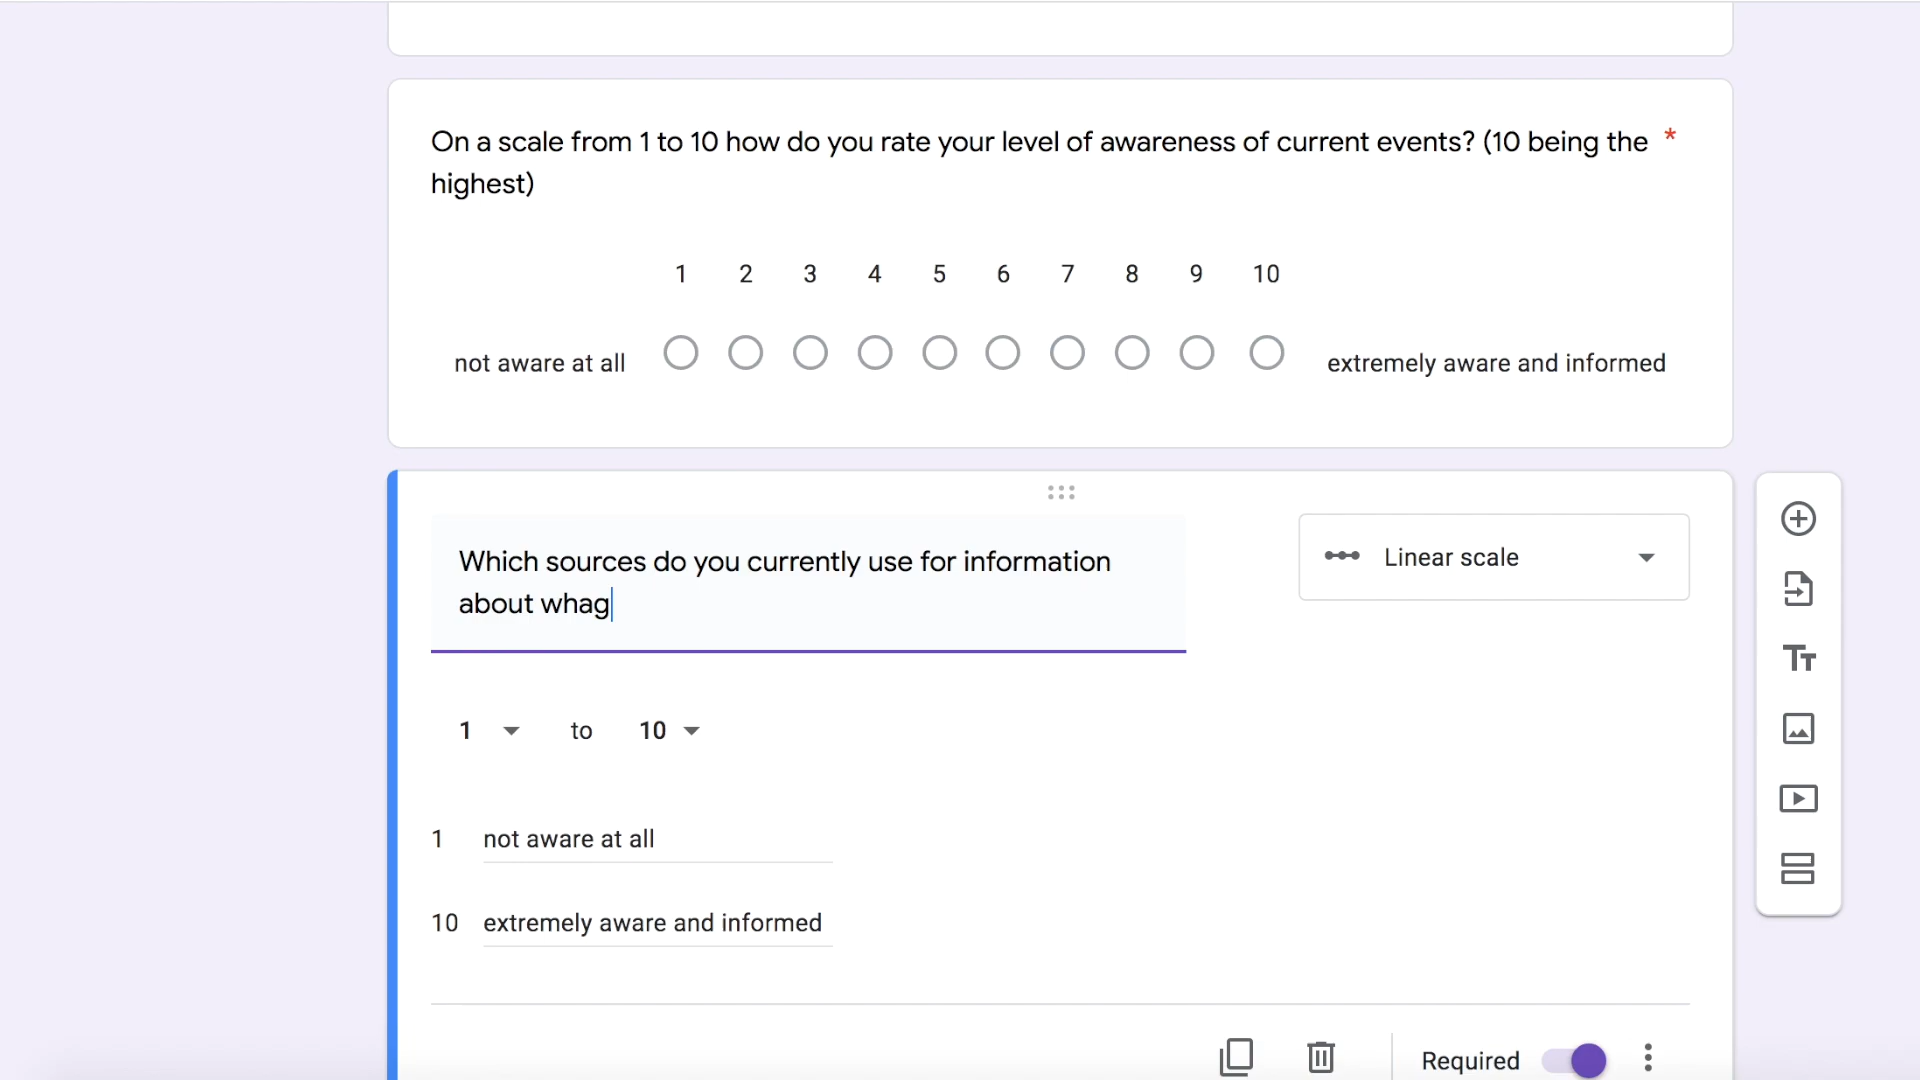 On a scale from 1 to 10 how do you rate your level of awareness of current events? (10 being the *
highest)
1 2 3 4 5 6 7 8 9 10
not aware at all extremely aware and informed
Which sources do you currently use for information
about whag
Linear scale
1 to 10
1 not aware at all
10 extremely aware and informed
Required